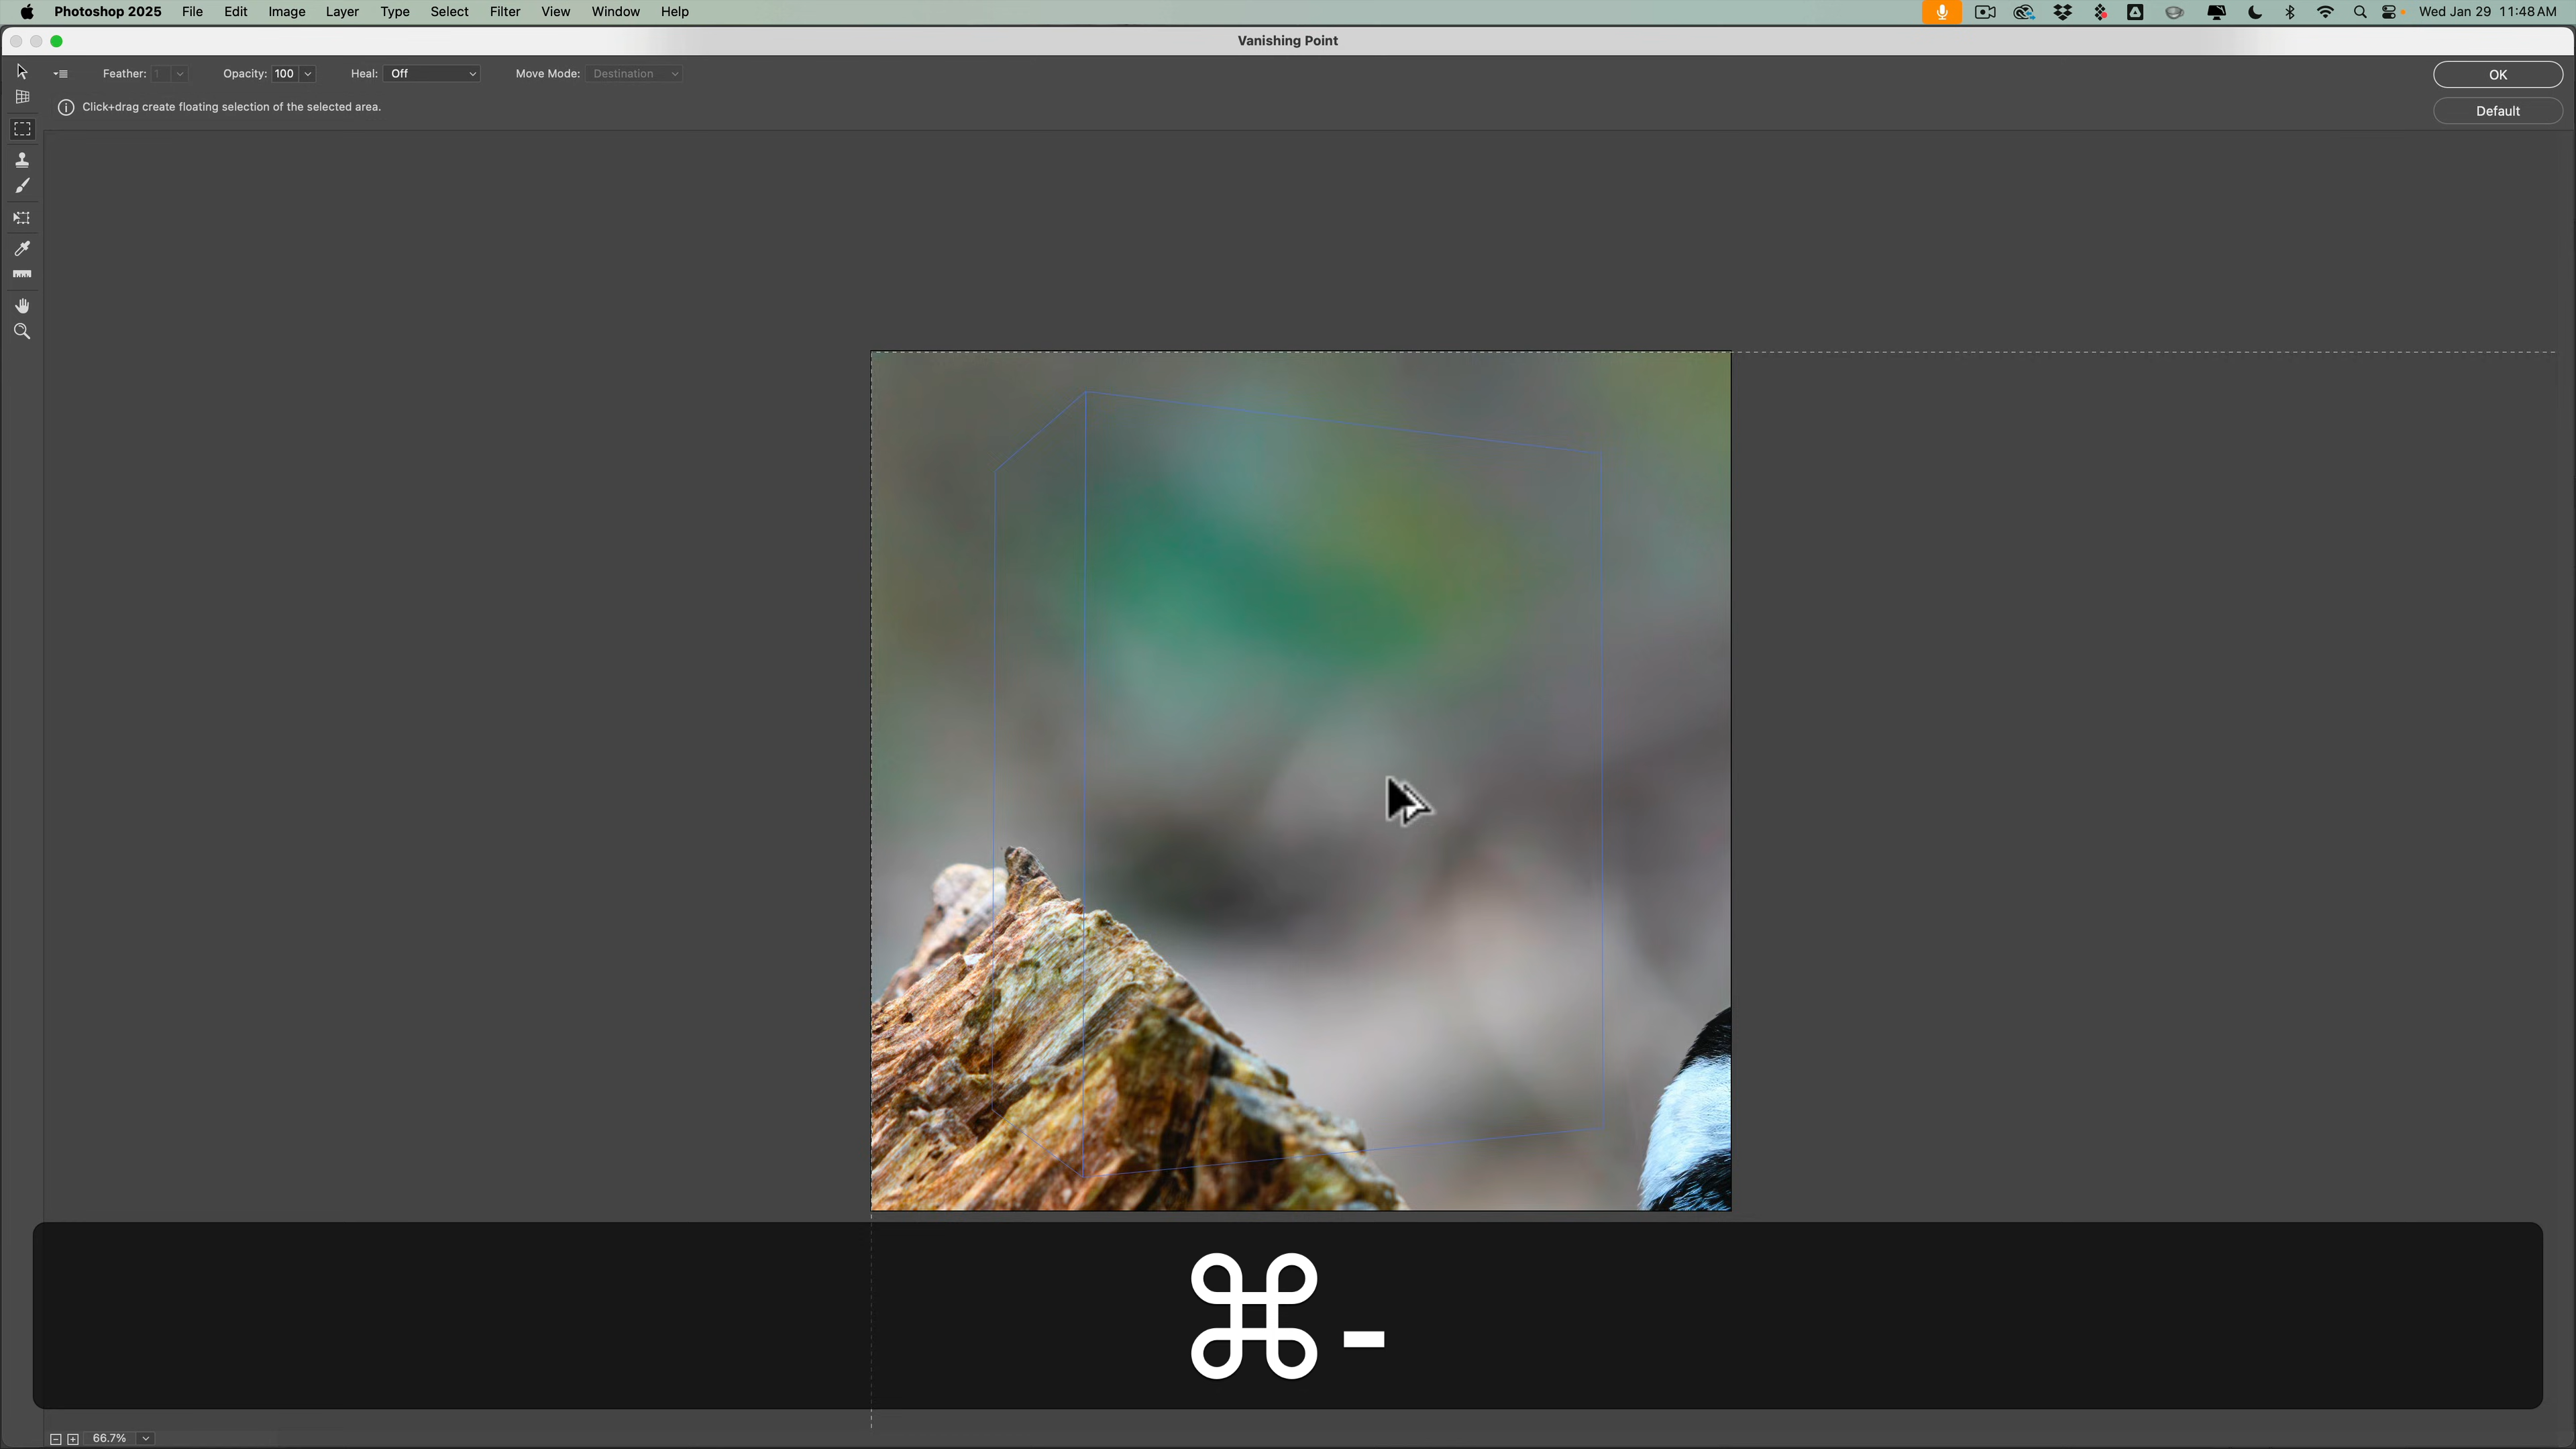 Photoshop 2025 File Edit Image Layer Type Select Filter View Window Help Wed Jan 29 11:48 AM
Vanishing Point
Feather: 1 Opacity: 100 Heal: Off Move Mode: Destination OK
Click+drag create floating selection of the selected area. Default
⌘-
66.7%